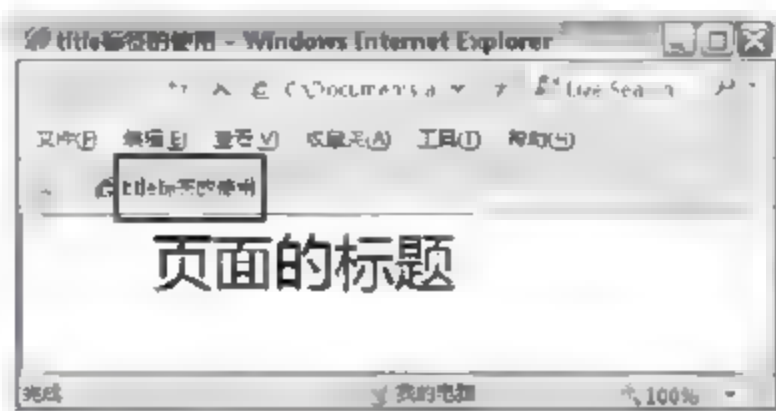 title标签的使用 - Windows Internet Explorer
C:\Documents a Live Sea
文件(F) 编辑(E) 查看(V) 收藏夹(A) 工具(T) 帮助(H)
title标签的使用
页面的标题
完成 我的电脑 100%